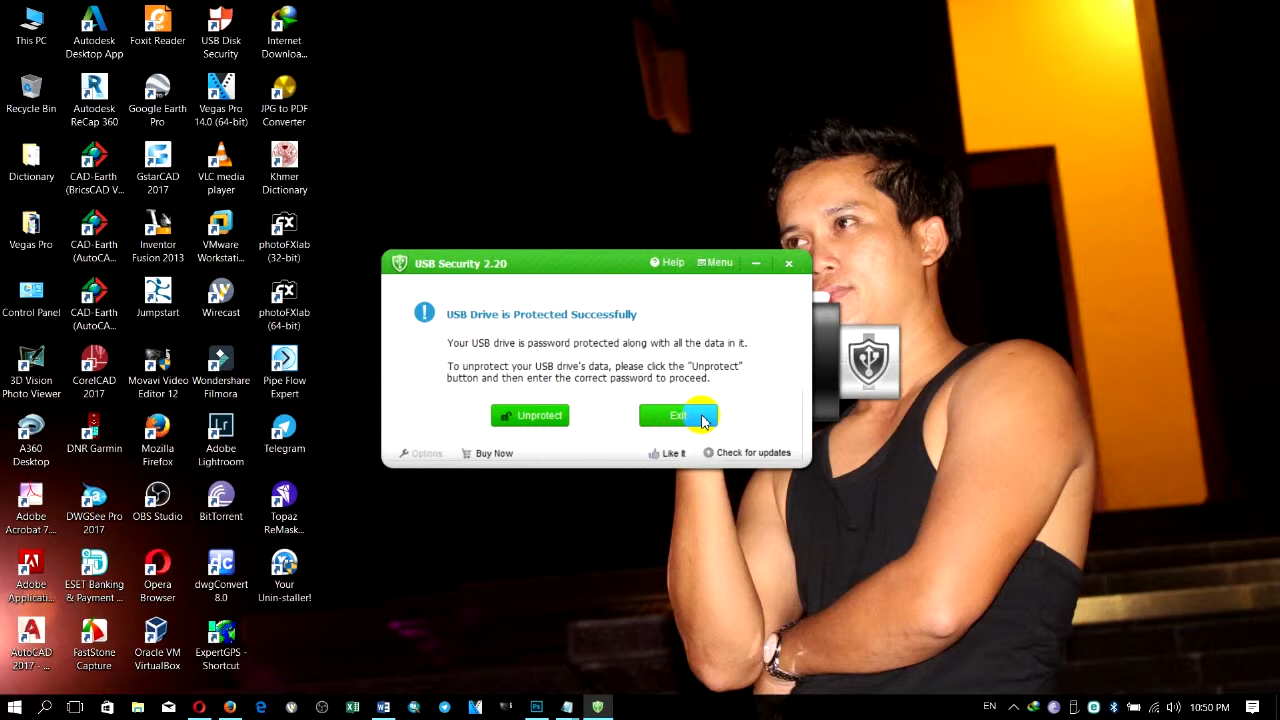 This PC
Autodesk
Desktop App
Foxit Reader
USB Disk
Security
Internet
Downloa...
Recycle Bin
Autodesk
ReCap 360
Google Earth
Pro
Vegas Pro
14.0 (64-bit)
JPG to PDF
Converter
Dictionary
CAD-Earth
(BricsCAD V...
GstarCAD
2017
VLC media
player
Khmer
Dictionary
Vegas Pro
CAD-Earth
(AutoCA...
Inventor
Fusion 2013
VMware
Workstati...
photoFXlab
(32-bit)
Control Panel
CAD-Earth
(AutoCA...
Jumpstart
Wirecast
photoFXlab
(64-bit)
3D Vision
Photo Viewer
CorelCAD
2017
Movavi Video
Editor 12
Wondershare
Filmora
Pipe Flow
Expert
A360
Desktop
DNR Garmin
Mozilla
Firefox
Adobe
Lightroom
Telegram
Adobe
Acrobat 7....
DWGSee Pro
2017
OBS Studio
BitTorrent
Topaz
ReMask...
Adobe
Applicati...
ESET Banking
& Payment ...
Opera
Browser
dwgConvert
8.0
Your
Unin-staller!
AutoCAD
2017 - ...
FastStone
Capture
Oracle VM
VirtualBox
ExpertGPS -
Shortcut
USB Security 2.20
Help
Menu
USB Drive is Protected Successfully
Your USB drive is password protected along with all the data in it.
To unprotect your USB drive's data, please click the "Unprotect"
button and then enter the correct password to proceed.
Unprotect
Exit
Options
Buy Now
Like It
Check for updates
EN
10:50 PM